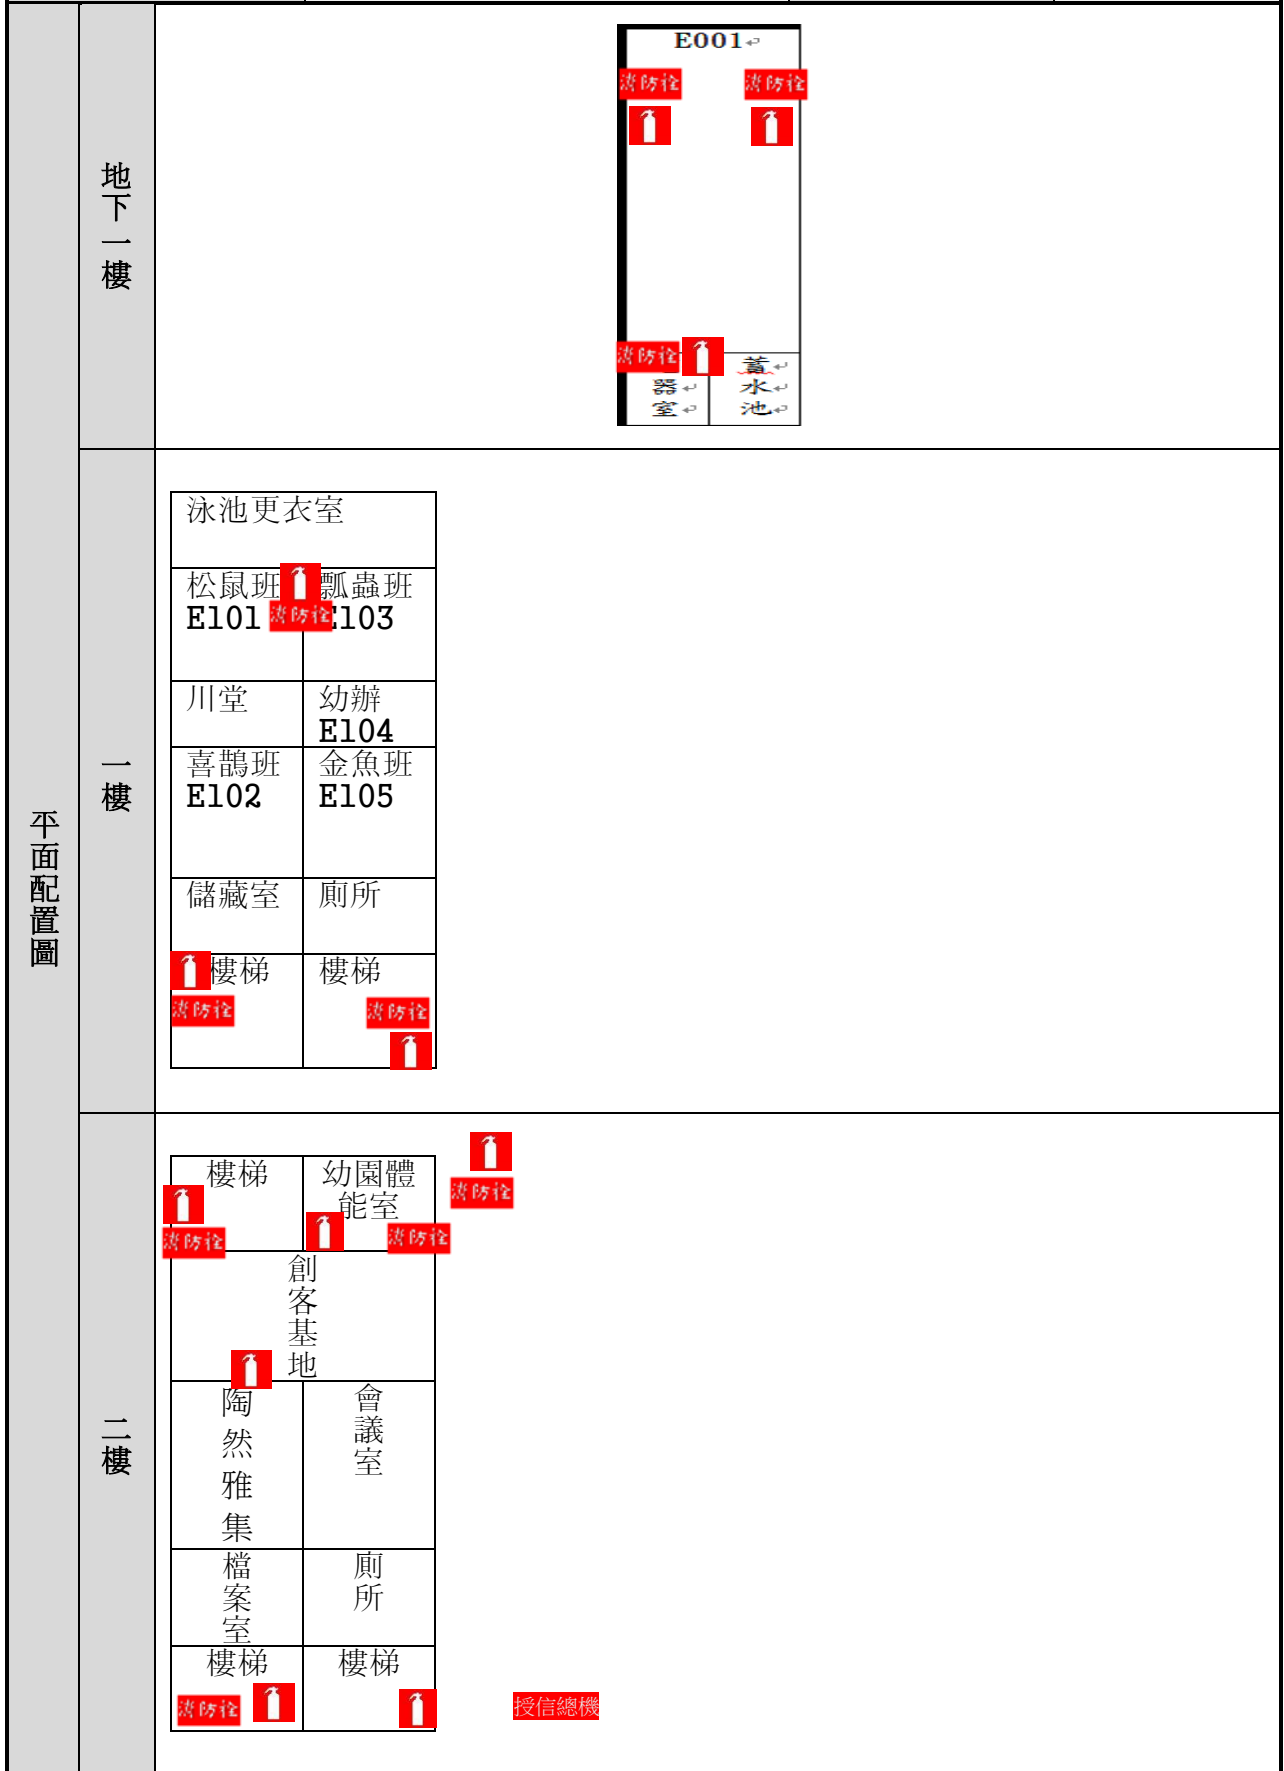 平面配置圖
地下一樓
E001
消防栓
消防栓
消防栓
器室
蓄水池
一樓
泳池更衣室
松鼠班
E101
消防栓
瓢蟲班
E103
川堂
幼辦
E104
喜鵲班
E102
金魚班
E105
儲藏室
廁所
樓梯
消防栓
樓梯
消防栓
二樓
樓梯
消防栓
幼園體
能室
消防栓
消防栓
創客基地
陶然雅集
會議室
檔案室
廁所
樓梯
消防栓
樓梯
授信總機